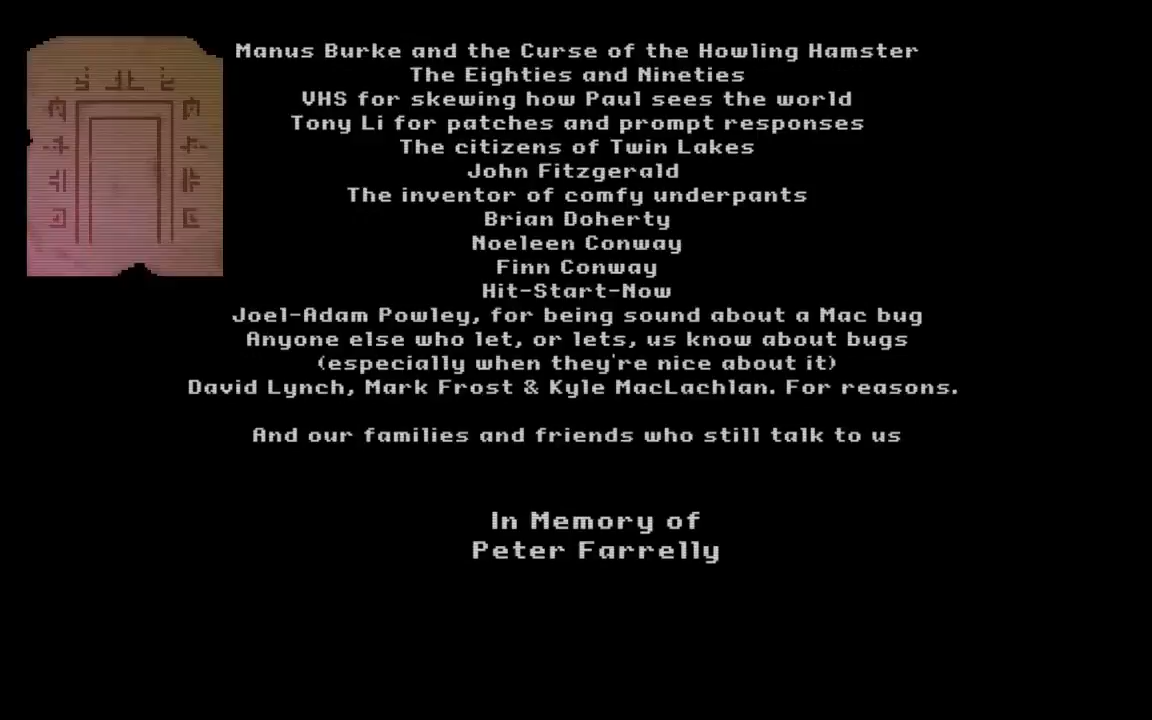 Manus Burke and the Curse of the Howling Hamster
The Eighties and Nineties
VHS for skewing how Paul sees the world
Tony Li for patches and prompt responses
The citizens of Twin Lakes
John Fitzgerald
The inventor of comfy underpants
Brian Doherty
Noeleen Conway
Finn Conway
Hit-Start-Now
Joel-Adam Powley, for being sound about a Mac bug
Anyone else who let, or lets, us know about bugs
(especially when they're nice about it)
David Lynch, Mark Frost & Kyle MacLachlan. For reasons.
And our families and friends who still talk to us
In Memory of
Peter Farrelly